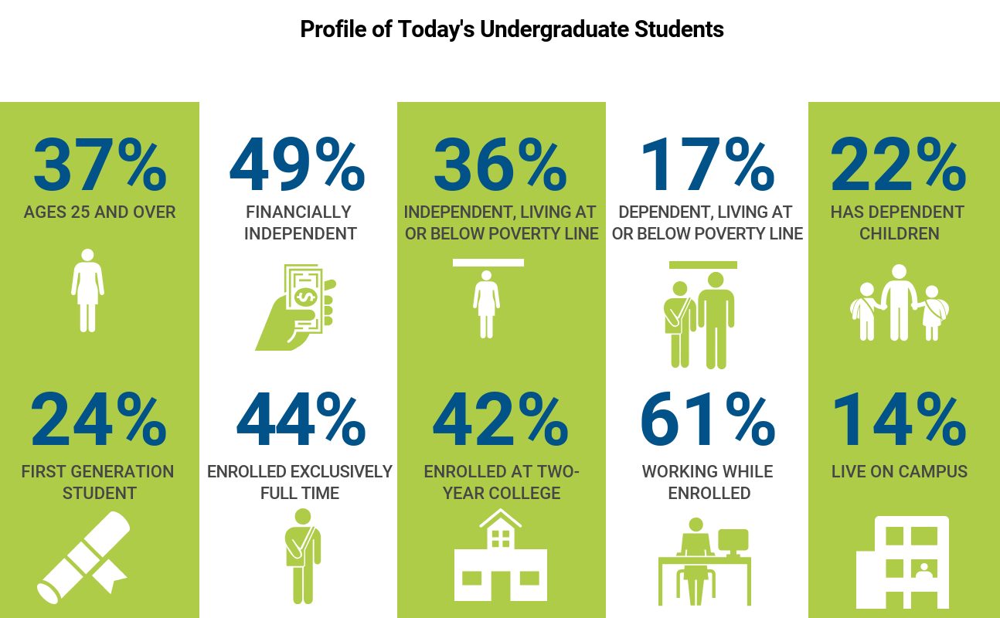 Profile of Today's Undergraduate Students
37%
AGES 25 AND OVER
49%
FINANCIALLY
INDEPENDENT
36%
INDEPENDENT, LIVING AT
OR BELOW POVERTY LINE
17%
DEPENDENT, LIVING AT
OR BELOW POVERTY LINE
22%
HAS DEPENDENT
CHILDREN
$
24%
FIRST GENERATION
STUDENT
44%
ENROLLED EXCLUSIVELY
FULL TIME
42%
ENROLLED AT TWO-
YEAR COLLEGE
61%
WORKING WHILE
ENROLLED
14%
LIVE ON CAMPUS